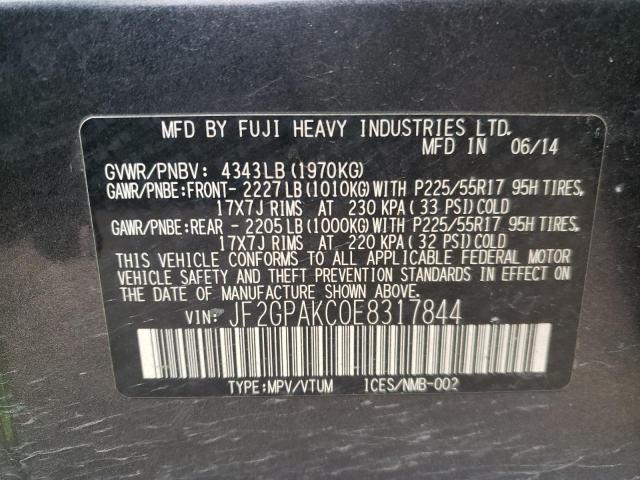 MFD BY FUJI HEAVY INDUSTRIES LTD.
MFD IN 06/14
GVWR/PNBV: 4343LB(1970KG)
GAWR/PNBE:FRONT- 2227LB(1010KG)WITH P225/55R17 95H TIRES,
17X7J RIMS AT 230 KPA(33 PSI)COLD
GAWR/PNBE:REAR - 2205LB(1000KG)WITH P225/55R17 95H TIRES,
17X7J RIMS AT 220 KPA(32 PSI)COLD
THIS VEHICLE CONFORMS TO ALL APPLICABLE FEDERAL MOTOR
VEHICLE SAFETY AND THEFT PREVENTION STANDARDS IN EFFECT ON
THE DATE OF MANUFACTURE SHOWN ABOVE.
VIN: JF2GPAKC0E8317844
TYPE:MPV/VTUM ICES/NMB-002